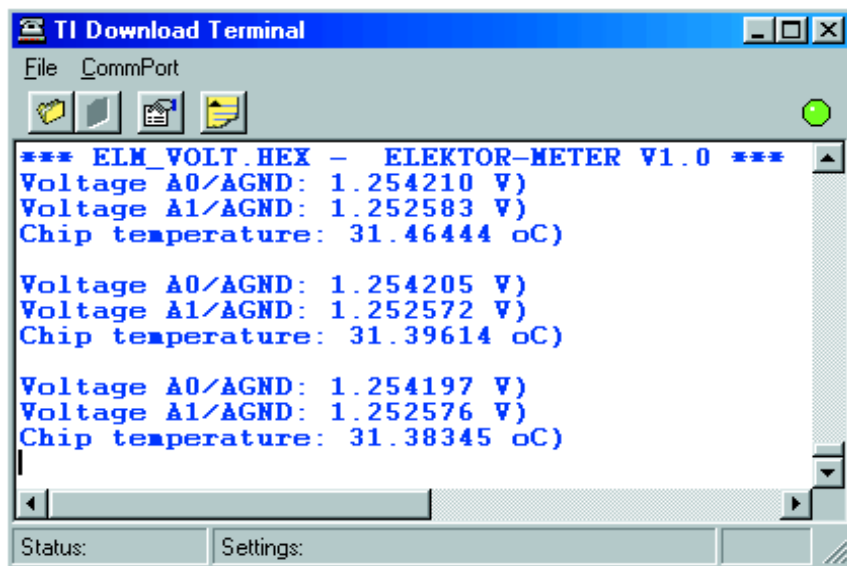 TI Download Terminal
File CommPort
*** ELM_VOLT.HEX - ELEKTOR-METER V1.0 ***
Voltage A0/AGND: 1.254210 V)
Voltage A1/AGND: 1.252583 V)
Chip temperature: 31.46444 oC)
Voltage A0/AGND: 1.254205 V)
Voltage A1/AGND: 1.252572 V)
Chip temperature: 31.39614 oC)
Voltage A0/AGND: 1.254197 V)
Voltage A1/AGND: 1.252576 V)
Chip temperature: 31.38345 oC)
Status: Settings: